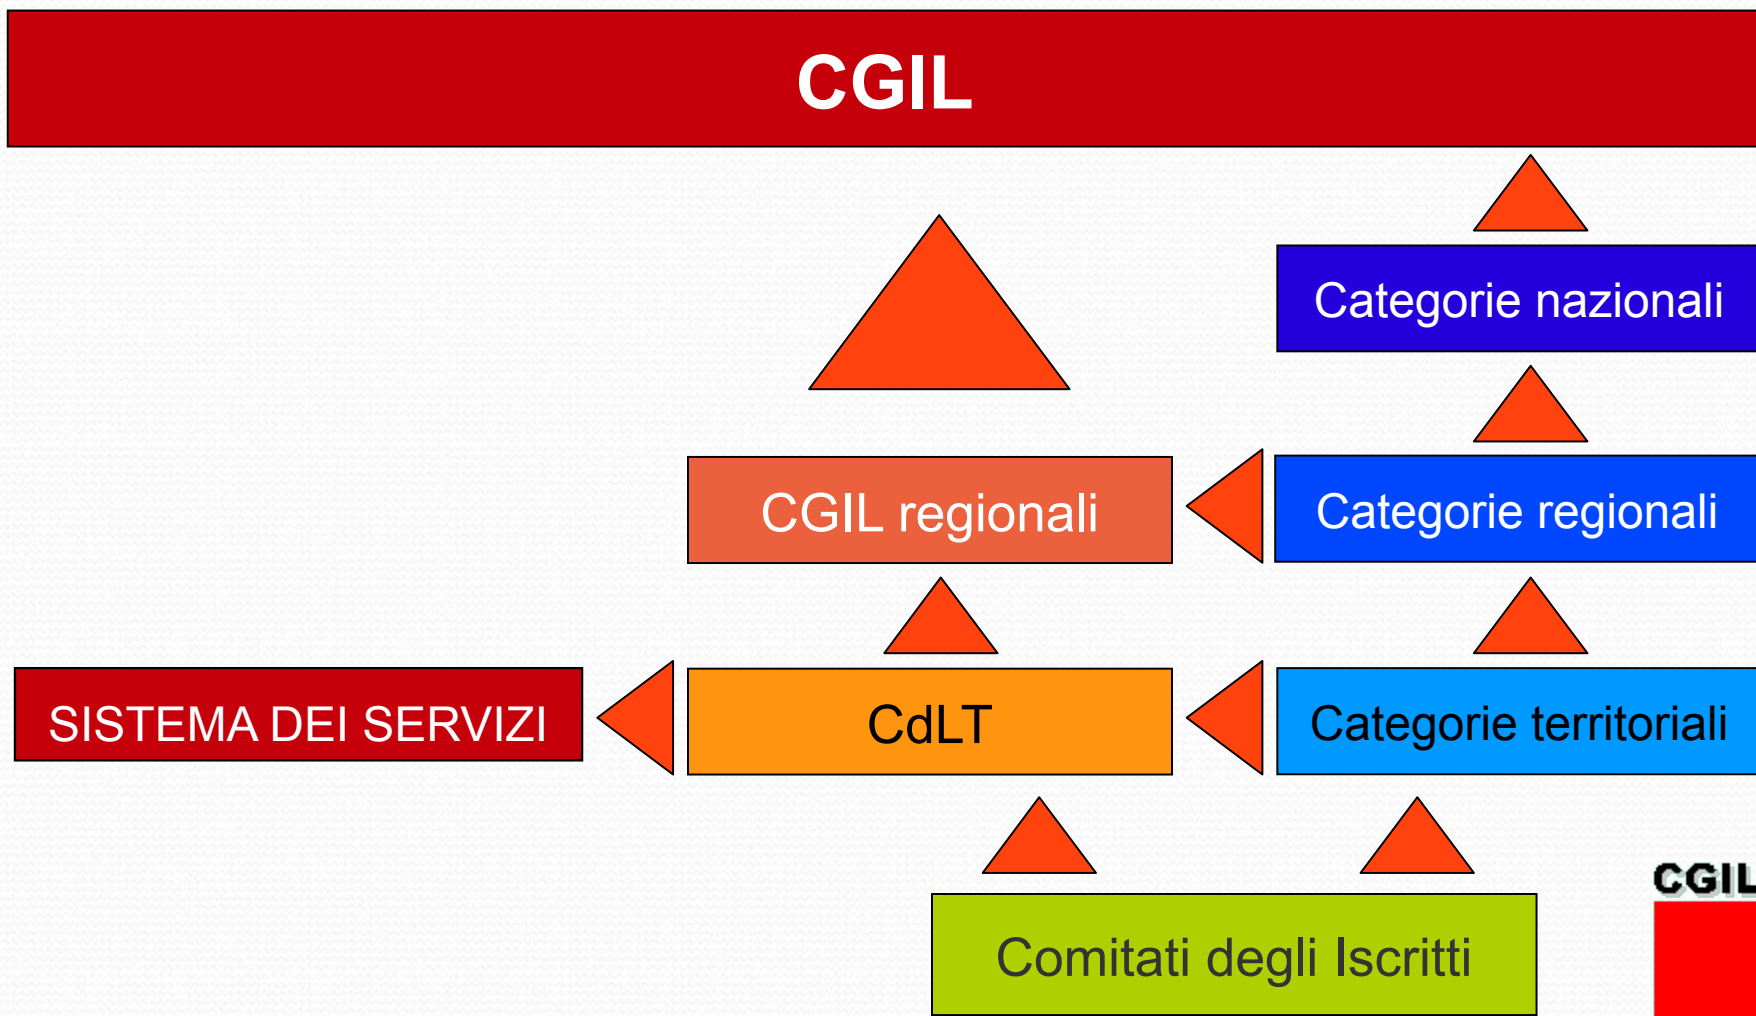 CGIL
Categorie nazionali
CGIL regionali
Categorie regionali
SISTEMA DEI SERVIZI
CdLT
Categorie territoriali
Comitati degli Iscritti
CGIL